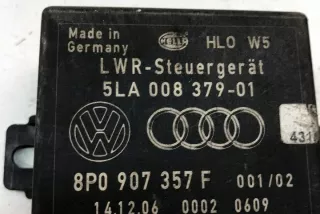 Made in
Germany
HELLA
HLO W5
LWR-Steuergerät
5LA 008 379-01
431
8P0 907 357 F 001/02
14.12.06 0002 0609